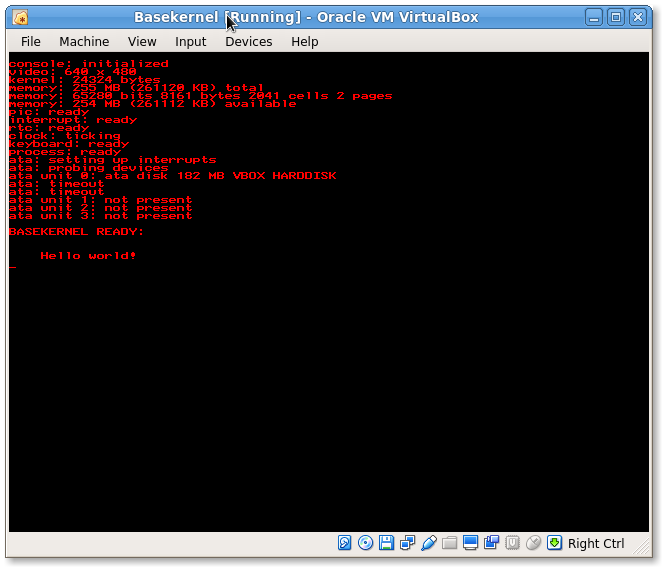 Basekernel [Running] - Oracle VM VirtualBox
File Machine View Input Devices Help
console: initialized
video: 640 x 480
kernel: 24324 bytes
memory: 255 MB (261120 KB) total
memory: 65280 bits 8161 bytes 2041 cells 2 pages
memory: 254 MB (261112 KB) available
pic: ready
interrupt: ready
rtc: ready
clock: ticking
keyboard: ready
process: ready
ata: setting up interrupts
ata: probing devices
ata unit 0: ata disk 182 MB VBOX HARDDISK
ata: timeout
ata: timeout
ata unit 1: not present
ata unit 2: not present
ata unit 3: not present
BASEKERNEL READY:
Hello world!
_
Right Ctrl